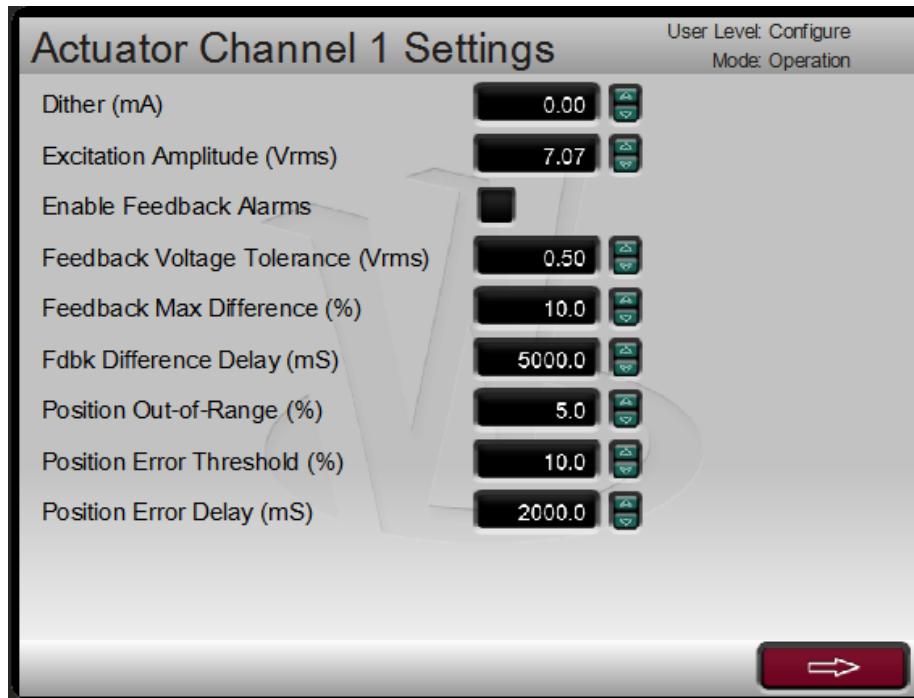 Actuator Channel 1 Settings
User Level: Configure
Mode: Operation
Dither (mA) 0.00
Excitation Amplitude (Vrms) 7.07
Enable Feedback Alarms
Feedback Voltage Tolerance (Vrms) 0.50
Feedback Max Difference (%) 10.0
Fdbk Difference Delay (mS) 5000.0
Position Out-of-Range (%) 5.0
Position Error Threshold (%) 10.0
Position Error Delay (mS) 2000.0